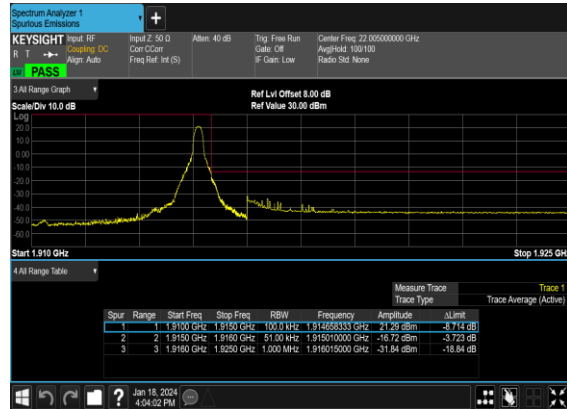 Spectrum Analyzer 1
Spurious Emissions
+
KEYSIGHT Input: RF Input Z: 50 Ω Atten: 40 dB Trig: Free Run Center Freq: 22.005000000 GHz
R T Coupling: DC Corr CCorr Gate: Off Avg|Hold: 100/100
Align: Auto Freq Ref: Int (S) IF Gain: Low Radio Std: None
LW PASS
3 All Range Graph
Ref Lvl Offset 8.00 dB
Scale/Div 10.0 dB Ref Value 30.00 dBm
Log
20.0
10.0
0.00
-10.0
-20.0
-30.0
-40.0
-50.0
-60.0
Start 1.910 GHz Stop 1.925 GH
4 All Range Table
Measure Trace Trace 1
Trace Type Trace Average (Active)
Spur Range Start Freq Stop Freq RBW Frequency Amplitude ΔLimit
1 1 1.9100 GHz 1.9150 GHz 100.0 kHz 1.914658333 GHz 21.29 dBm -8.714 dB
2 2 1.9150 GHz 1.9160 GHz 51.00 kHz 1.915010000 GHz -16.72 dBm -3.723 dB
3 3 1.9160 GHz 1.9250 GHz 1.000 MHz 1.916015000 GHz -31.84 dBm -18.84 dB
? Jan 18, 2024
4:04:02 PM